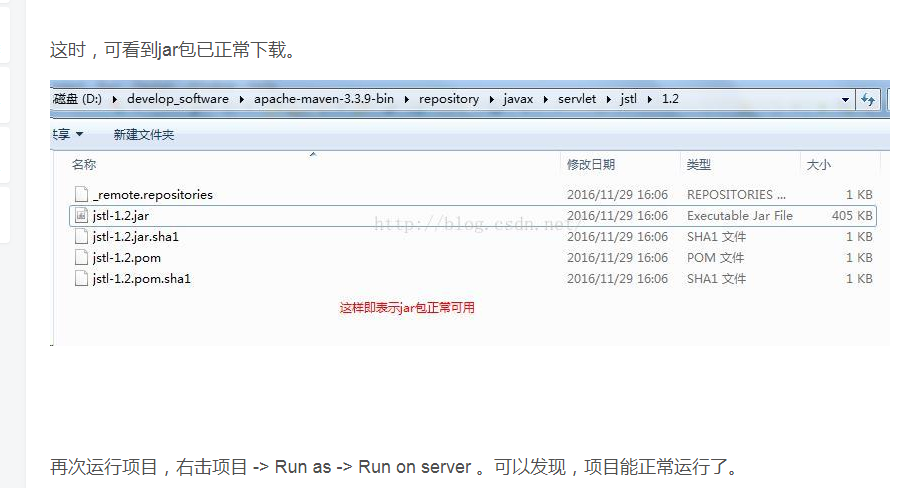 这时，可看到jar包已正常下载。
磁盘 (D:) develop_software apache-maven-3.3.9-bin repository javax servlet jstl 1.2
共享 新建文件夹
名称 修改日期 类型 大小
_remote.repositories 2016/11/29 16:06 REPOSITORIES ... 1 KB
jstl-1.2.jar 2016/11/29 16:06 Executable Jar File 405 KB
http://blog.csdn.net/
jstl-1.2.jar.sha1 2016/11/29 16:06 SHA1 文件 1 KB
jstl-1.2.pom 2016/11/29 16:06 POM 文件 1 KB
jstl-1.2.pom.sha1 2016/11/29 16:06 SHA1 文件 1 KB
这样即表示jar包正常可用
再次运行项目，右击项目 -> Run as -> Run on server 。可以发现，项目能正常运行了。